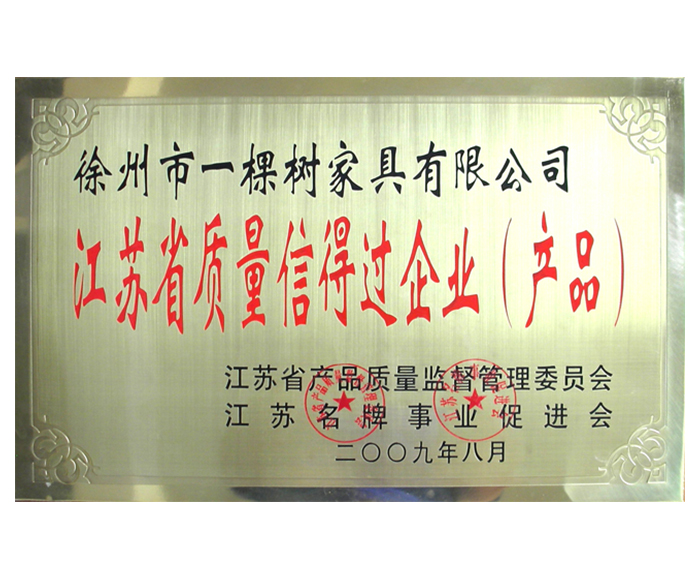 徐州市一棵树家具有限公司
江苏省质量信得过企业(产品)
江苏省产品质量监督管理委员会
江苏名牌事业促进会
二〇〇九年八月